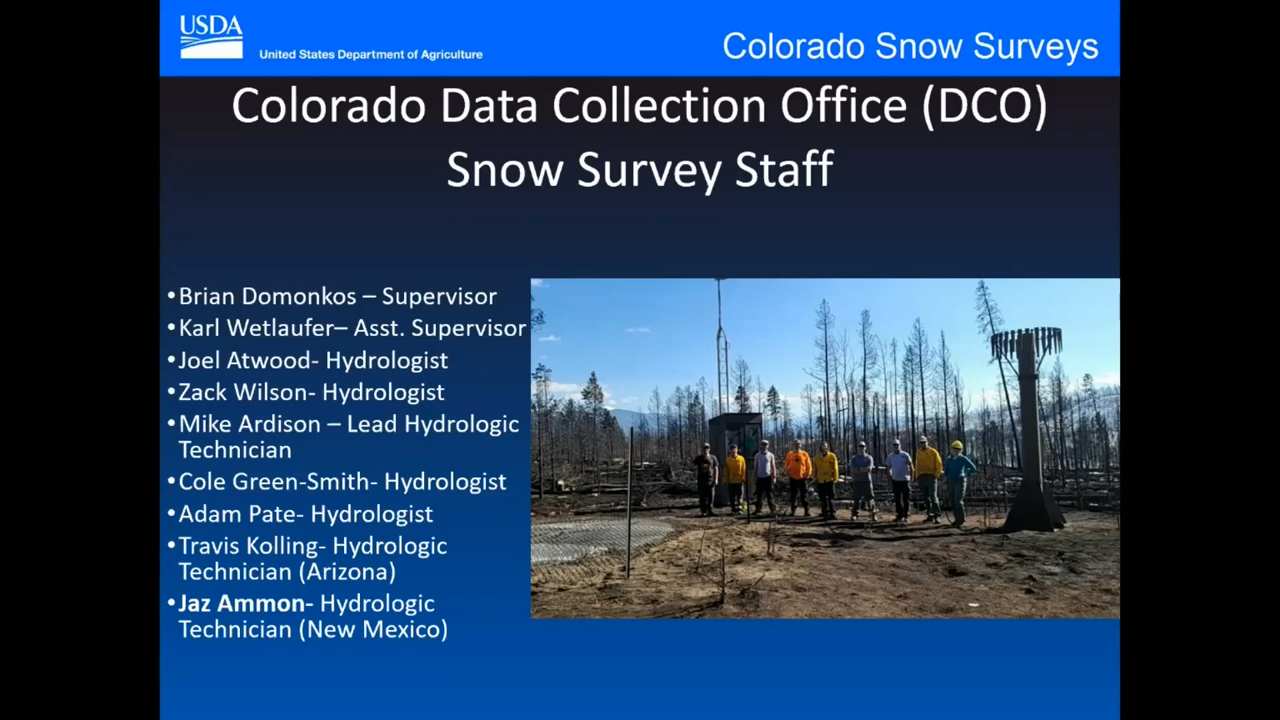 USDA
United States Department of Agriculture
Colorado Snow Surveys
Colorado Data Collection Office (DCO)
Snow Survey Staff
•Brian Domonkos – Supervisor
•Karl Wetlaufer– Asst. Supervisor
•Joel Atwood- Hydrologist
•Zack Wilson- Hydrologist
•Mike Ardison – Lead Hydrologic
Technician
•Cole Green-Smith- Hydrologist
•Adam Pate- Hydrologist
•Travis Kolling- Hydrologic
Technician (Arizona)
•Jaz Ammon- Hydrologic
Technician (New Mexico)